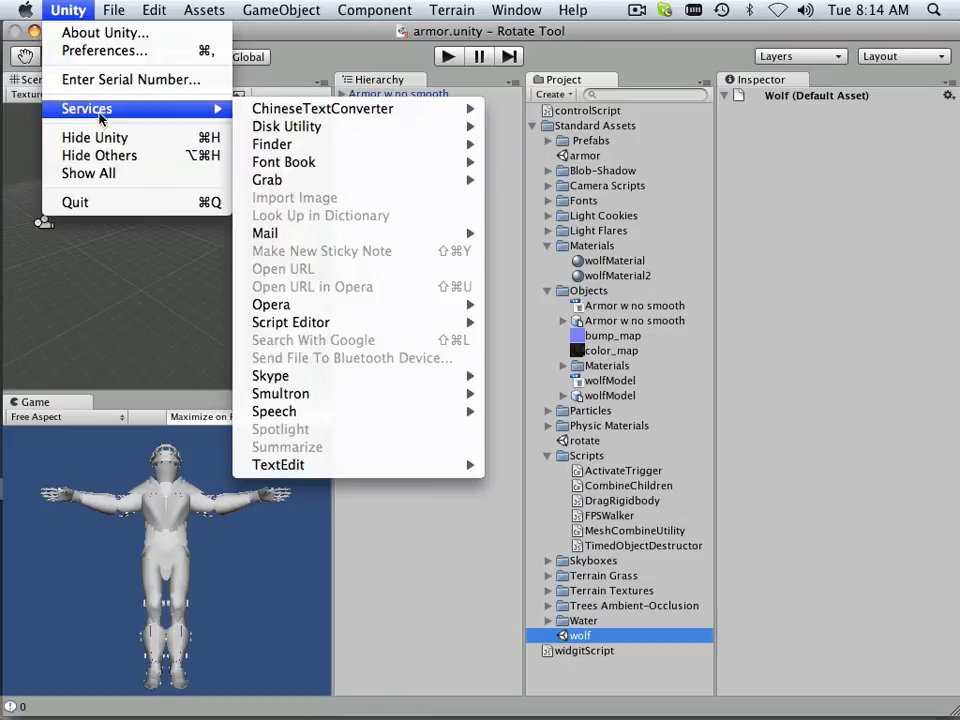 Unity File Edit Assets GameObject Component Terrain Window Help Tue 8:14 AM
armor.unity - Rotate Tool
About Unity...
Preferences... ⌘,
Enter Serial Number...
Services
Hide Unity ⌘H
Hide Others ⌥⌘H
Show All
Quit ⌘Q
ChineseTextConverter
Disk Utility
Finder
Font Book
Grab
Import Image
Look Up in Dictionary
Mail
Make New Sticky Note ⇧⌘Y
Open URL
Open URL in Opera ⇧⌘U
Opera
Script Editor
Search With Google ⇧⌘L
Send File To Bluetooth Device...
Skype
Smultron
Speech
Spotlight
Summarize
TextEdit
Global
Layers
Layout
Hierarchy
Armor w no smooth
Game
Free Aspect
Project
Create
controlScript
Standard Assets
Prefabs
armor
Blob-Shadow
Camera Scripts
Fonts
Light Cookies
Light Flares
Materials
wolfMaterial
wolfMaterial2
Objects
Armor w no smooth
Armor w no smooth
bump_map
color_map
Materials
wolfModel
wolfModel
Particles
Physic Materials
rotate
Scripts
ActivateTrigger
CombineChildren
DragRigidbody
FPSWalker
MeshCombineUtility
TimedObjectDestructor
Skyboxes
Terrain Grass
Terrain Textures
Trees Ambient-Occlusion
Water
wolf
widgitScript
Inspector
Wolf (Default Asset)
0